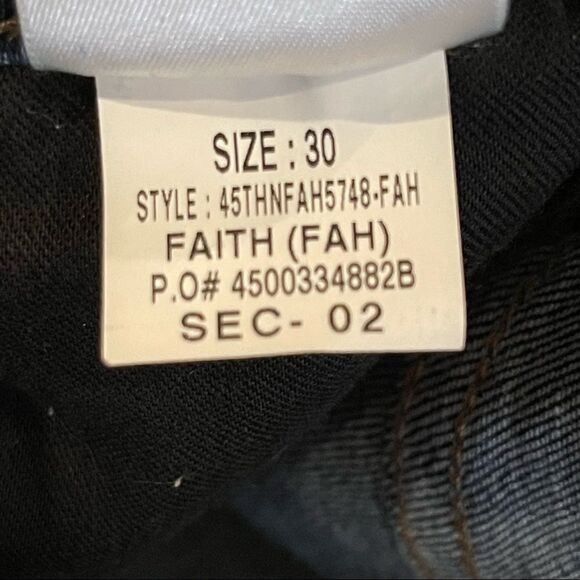 SIZE : 30
STYLE : 45THNFAH5748-FAH
FAITH (FAH)
P.O# 4500334882B
SEC- 02